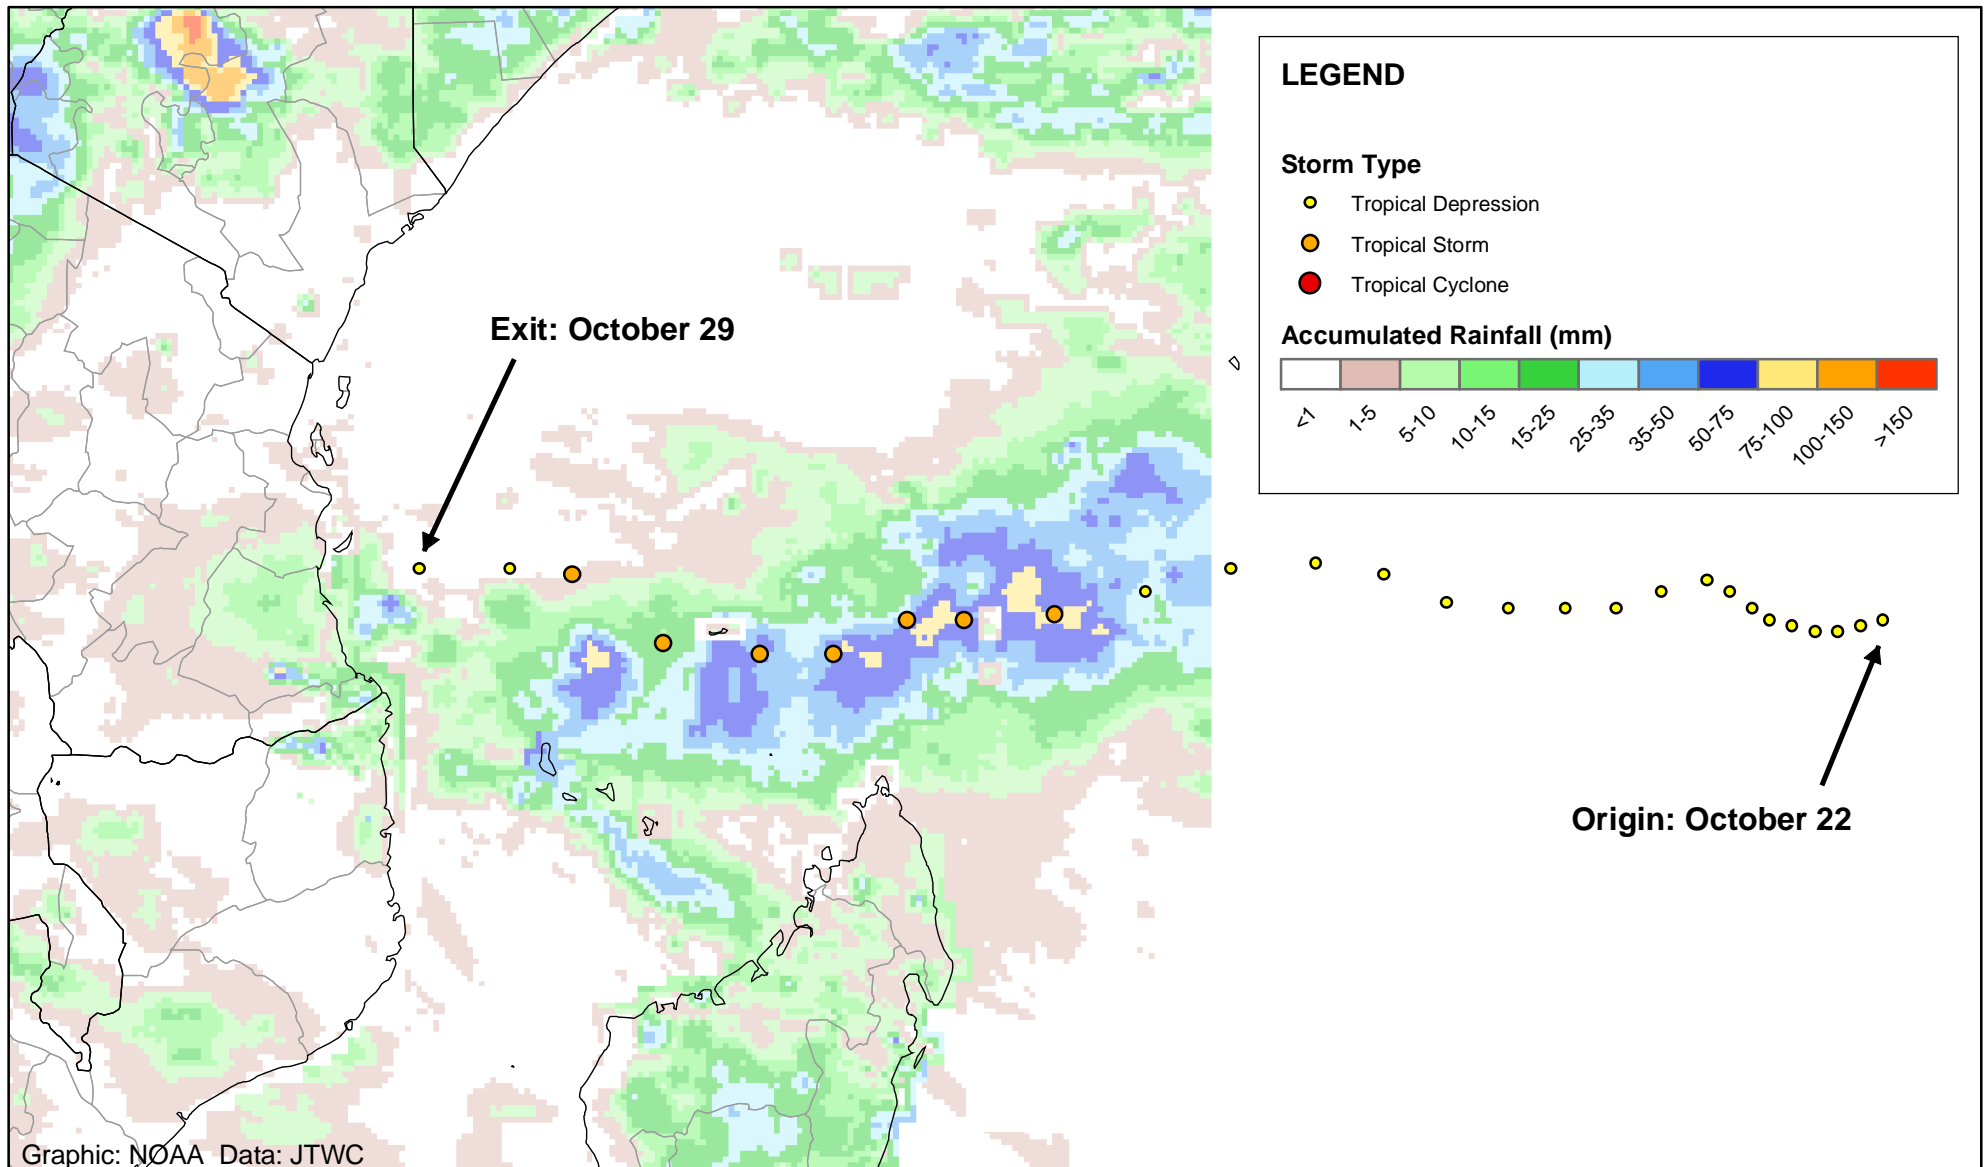 LEGEND
Storm Type
Tropical Depression
Tropical Storm
Tropical Cyclone
Accumulated Rainfall (mm)
<1 1-5 5-10 10-15 15-25 25-35 35-50 50-75 75-100 100-150 >150
Exit: October 29
Origin: October 22
Graphic: NOAA Data: JTWC